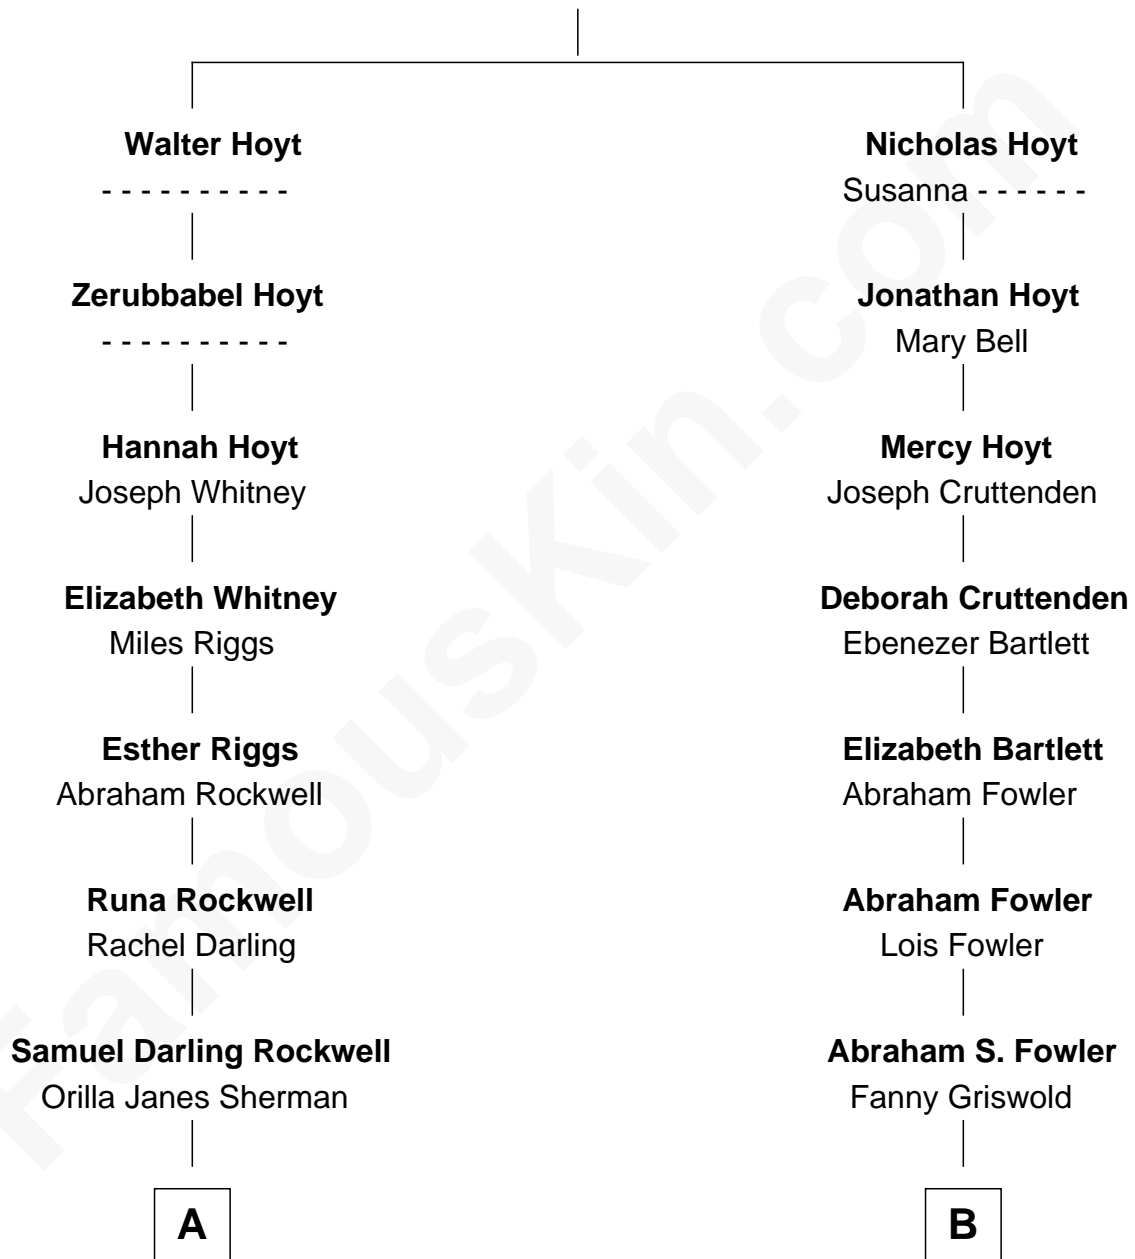 Walter Hoyt
- - - - - - - - - -
Zerubbabel Hoyt
- - - - - - - - - -
Hannah Hoyt
Joseph Whitney
Elizabeth Whitney
Miles Riggs
Esther Riggs
Abraham Rockwell
Runa Rockwell
Rachel Darling
Samuel Darling Rockwell
Orilla Janes Sherman
A
Nicholas Hoyt
Susanna - - - - - -
Jonathan Hoyt
Mary Bell
Mercy Hoyt
Joseph Cruttenden
Deborah Cruttenden
Ebenezer Bartlett
Elizabeth Bartlett
Abraham Fowler
Abraham Fowler
Lois Fowler
Abraham S. Fowler
Fanny Griswold
B
FamousKin.com